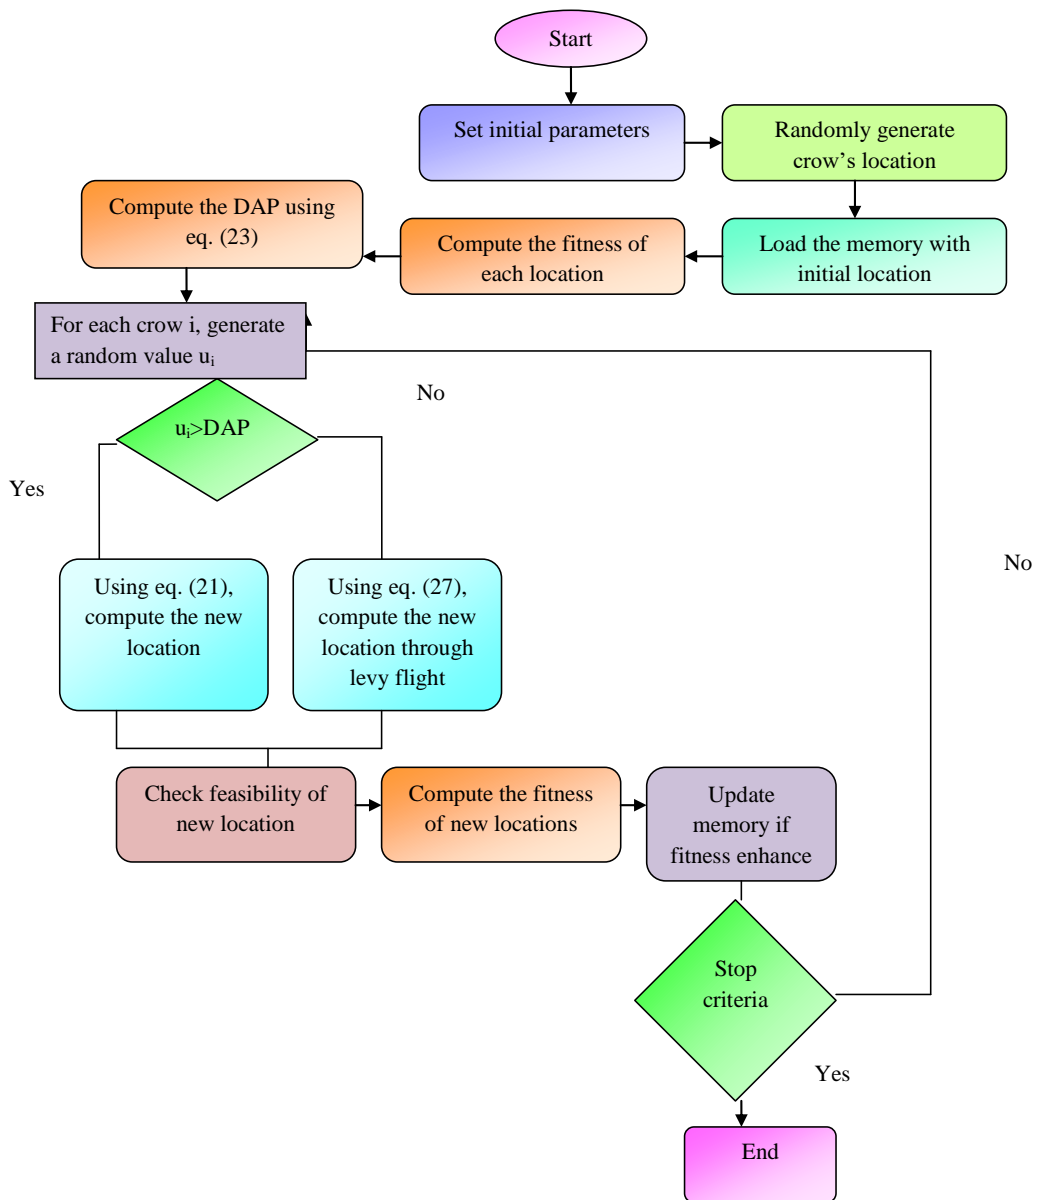 Start
Set initial parameters
Randomly generate
crow’s location
Compute the DAP using
eq. (23)
Compute the fitness of
each location
Load the memory with
initial location
For each crow i, generate
a random value uᵢ
No
uᵢ>DAP
Yes
No
Using eq. (21),
compute the new
location
Using eq. (27),
compute the new
location through
levy flight
Check feasibility of
new location
Compute the fitness
of new locations
Update
memory if
fitness enhance
Stop
criteria
Yes
End